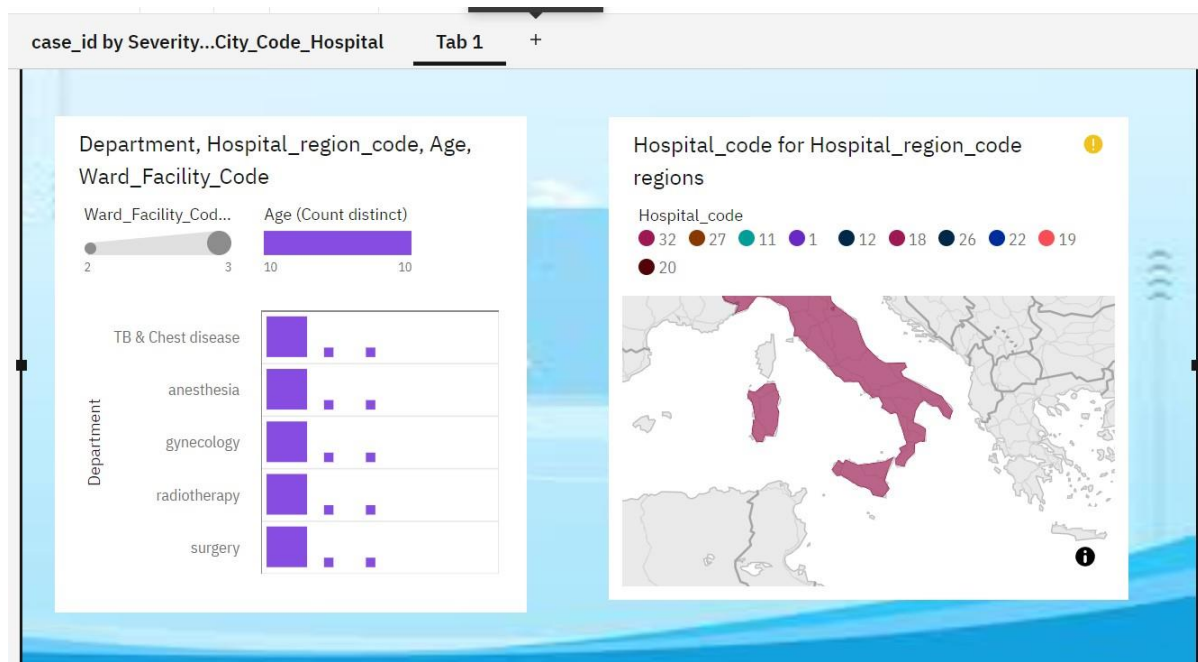 case_id by Severity...City_Code_Hospital Tab 1 +
Department, Hospital_region_code, Age,
Ward_Facility_Code
Ward_Facility_Cod... Age (Count distinct)
2 3 10 10
TB & Chest disease
anesthesia
gynecology
radiotherapy
surgery
Department
Hospital_code for Hospital_region_code
regions
Hospital_code
32 27 11 1 12 18 26 22 19
20